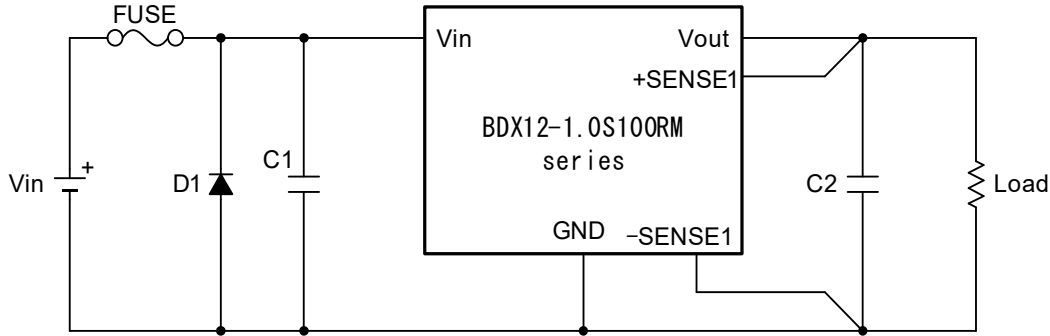 FUSE
Vin
Vout
+SENSE1
BDX12-1.0S100RM
series
Vin
+
D1
C1
C2
Load
GND
-SENSE1